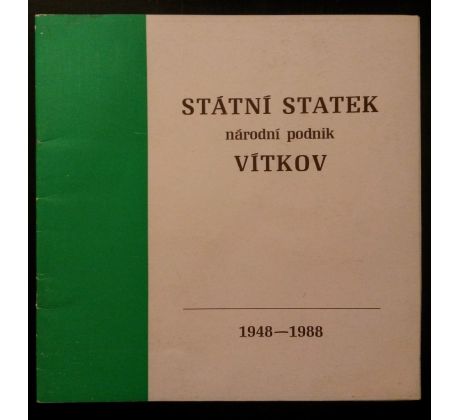 STÁTNÍ STATEK
národní podnik
VÍTKOV
1948—1988